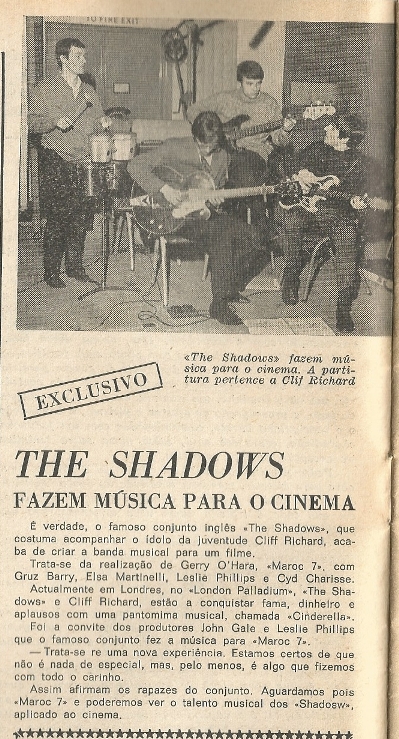 TO FIRE EXIT
«The Shadows» fazem mú-
sica para o cinema. A parti-
tura pertence a Clif Richard
EXCLUSIVO
THE SHADOWS
FAZEM MÚSICA PARA O CINEMA
É verdade, o famoso conjunto inglês «The Shadows», que
costuma acompanhar o ídolo da juventude Cliff Richard, aca-
ba de criar a banda musical para um filme.
Trata-se da realização de Gerry O'Hara, «Maroc 7», com
Gruz Barry, Elsa Martinelli, Leslie Phillips e Cyd Charisse.
Actualmente em Londres, no «London Palladium», «The Sha-
dows» e Cliff Richard, estão a conquistar fama, dinheiro e
aplausos com uma pantomima musical, chamada «Cinderella».
Foi a convite dos produtores John Gale e Leslie Phillips
que o famoso conjunto fez a música para «Maroc 7».
— Trata-se re uma nova experiência. Estamos certos de que
não é nada de especial, mas, pelo menos, é algo que fizemos
com todo o carinho.
Assim afirmam os rapazes do conjunto. Aguardamos pois
«Maroc 7» e poderemos ver o talento musical dos «Shadosw»,
aplicado ao cinema.